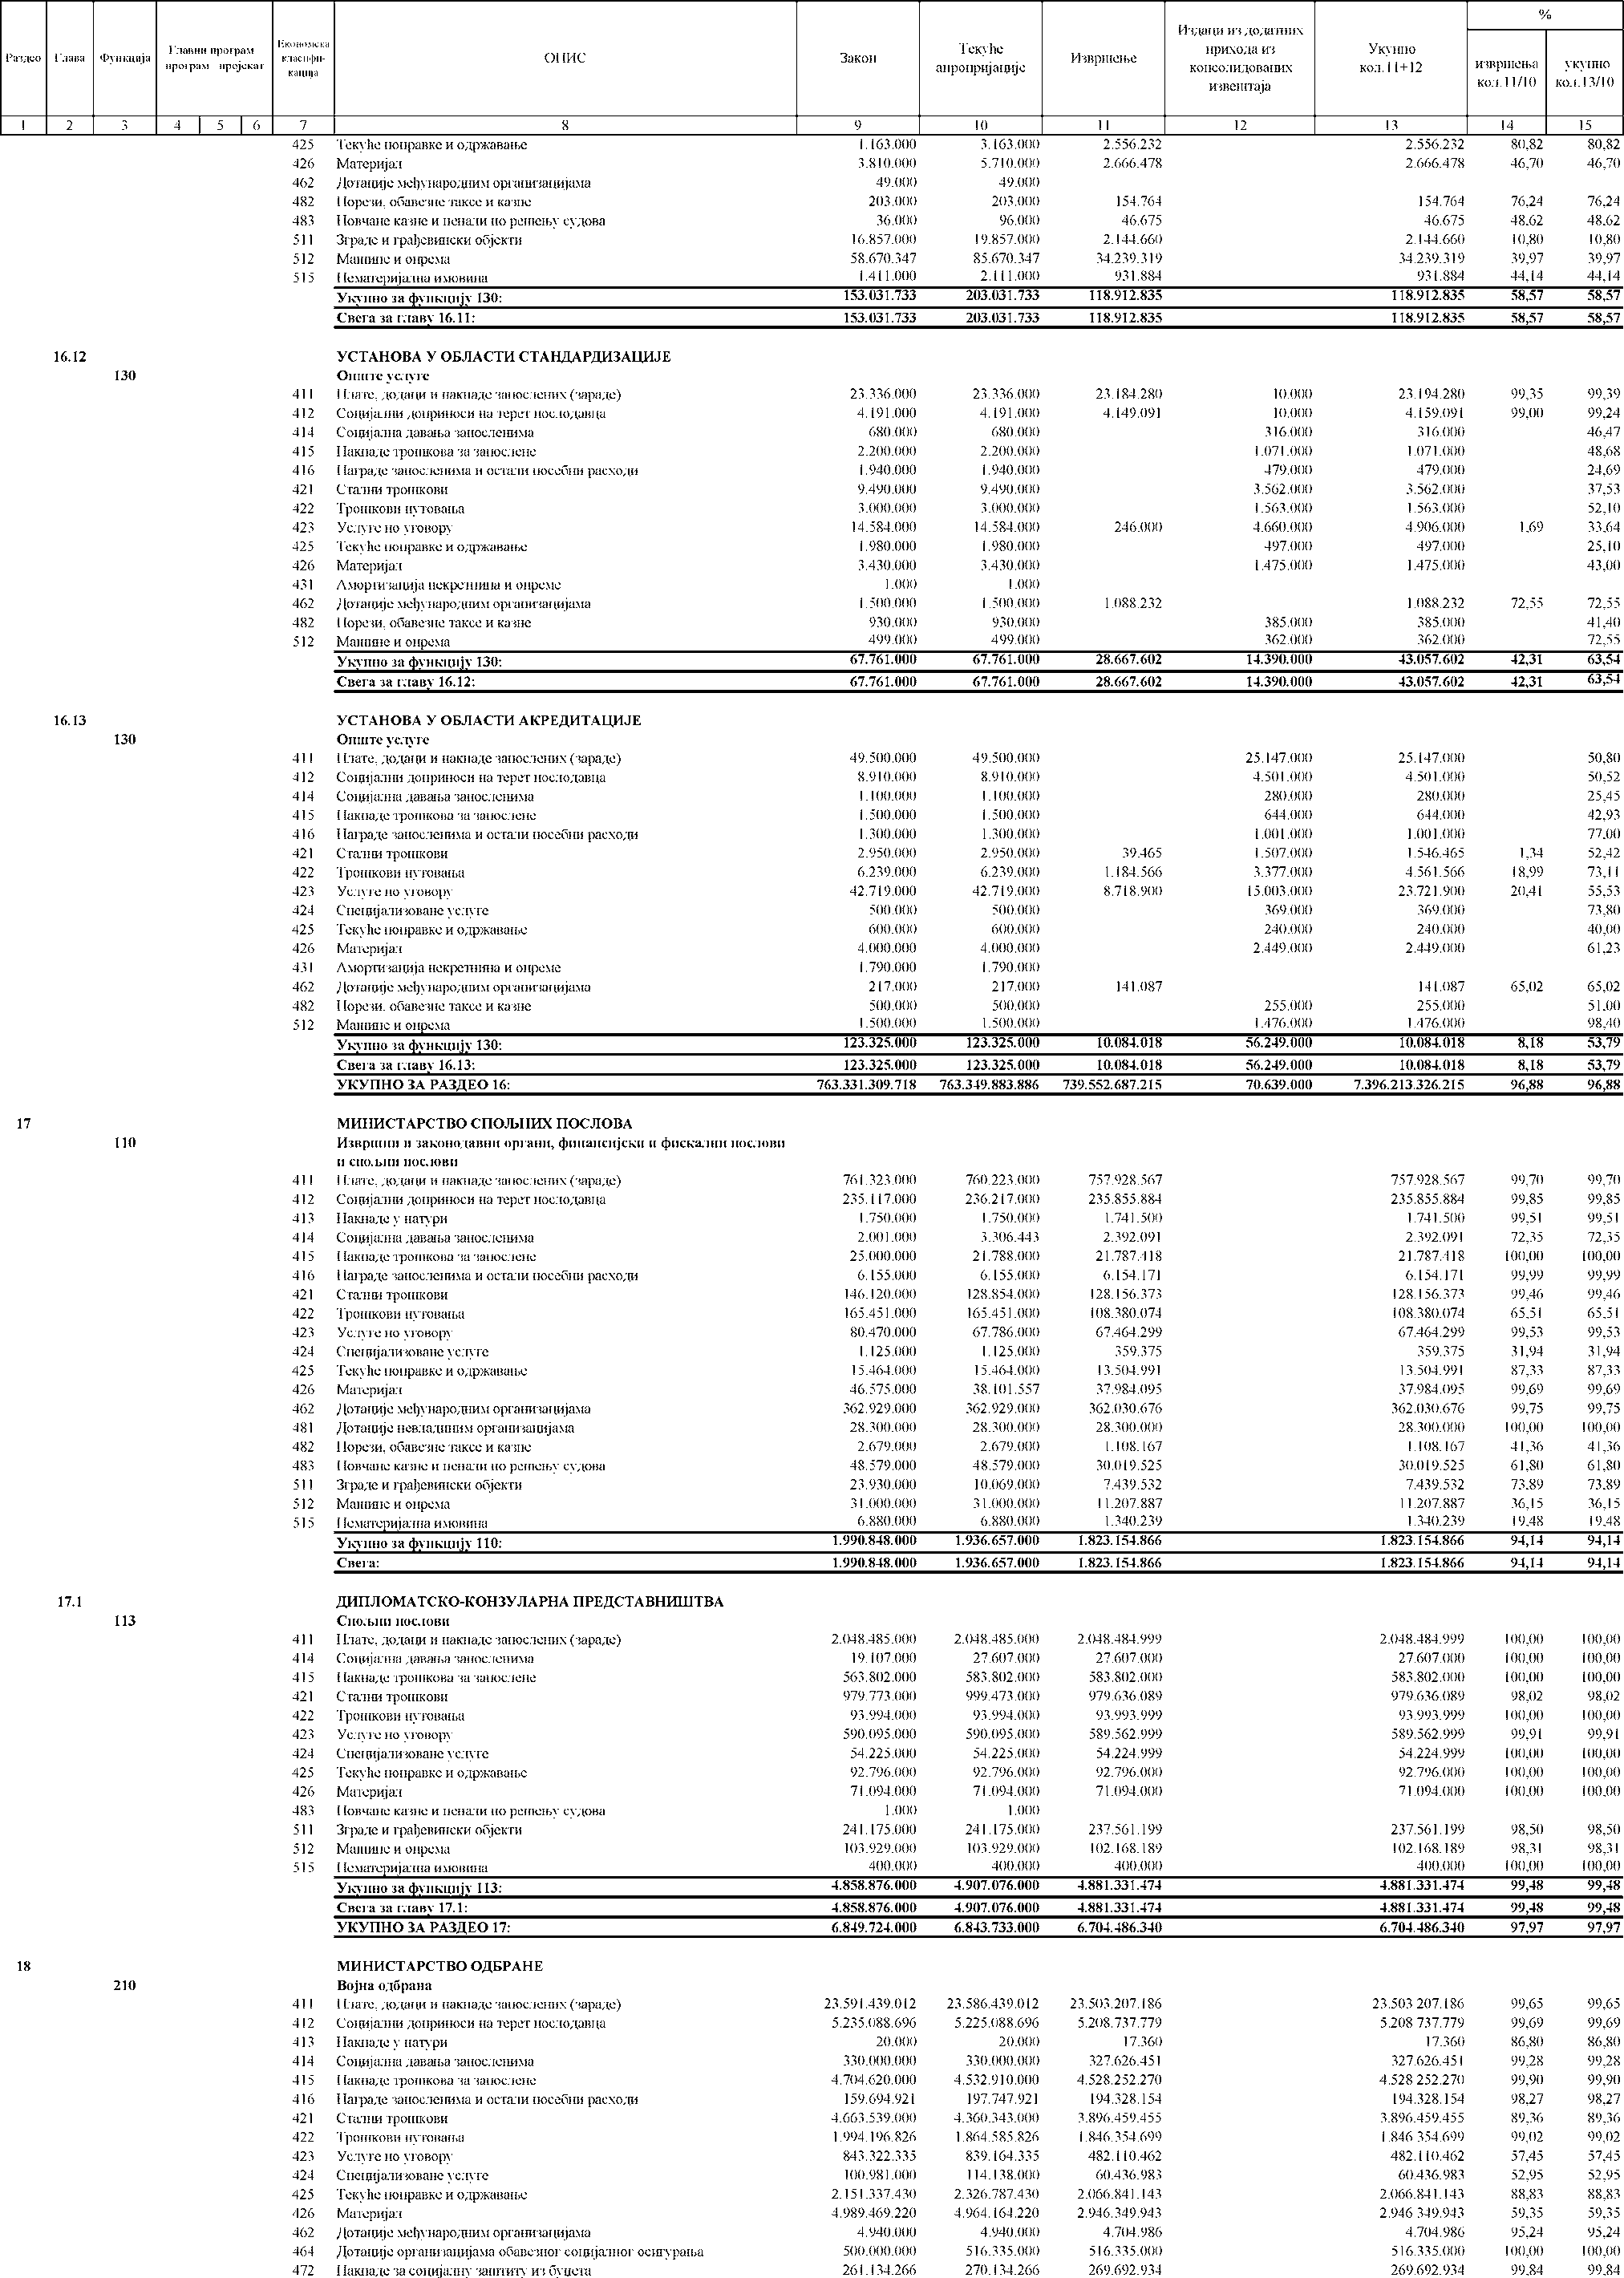 Раздео Глава Функција Главни програм програм пројекат Економска класифи-кација ОПИС Закон Текуће апропријације Извршење Издаци из додатних прихода из консолидованих извештаја Укупно кол.11+12 %
извршења кол.11/10 укупно кол.13/10
1 2 3 4 5 6 7 8 9 10 11 12 13 14 15
425 Текуће поправке и одржавање 1.163.000 3.163.000 2.556.232 2.556.232 80,82 80,82
426 Материјал 3.810.000 5.710.000 2.666.478 2.666.478 46,70 46,70
462 Дотације међународним организацијама 49.000 49.000
482 Порези, обавезне таксе и казне 203.000 203.000 154.764 154.764 76,24 76,24
483 Новчане казне и пенали по решењу судова 36.000 96.000 46.675 46.675 48,62 48,62
511 Зграде и грађевински објекти 16.857.000 19.857.000 2.144.660 2.144.660 10,80 10,80
512 Машине и опрема 58.670.347 85.670.347 34.239.319 34.239.319 39,97 39,97
515 Нематеријална имовина 1.411.000 2.111.000 931.884 931.884 44,14 44,14
Укупно за функцију 130: 153.031.733 203.031.733 118.912.835 118.912.835 58,57 58,57
Свега за главу 16.11: 153.031.733 203.031.733 118.912.835 118.912.835 58,57 58,57
16.12 УСТАНОВА У ОБЛАСТИ СТАНДАРДИЗАЦИЈЕ
130 Опште услуге
411 Плате, додаци и накнаде запослених (зараде) 23.336.000 23.336.000 23.184.280 10.000 23.194.280 99,35 99,39
412 Социјални доприноси на терет послодавца 4.191.000 4.191.000 4.149.091 10.000 4.159.091 99,00 99,24
414 Социјална давања запосленима 680.000 680.000 316.000 316.000 46,47
415 Накнаде трошкова за запослене 2.200.000 2.200.000 1.071.000 1.071.000 48,68
416 Награде запосленима и остали посебни расходи 1.940.000 1.940.000 479.000 479.000 24,69
421 Стални трошкови 9.490.000 9.490.000 3.562.000 3.562.000 37,53
422 Трошкови путовања 3.000.000 3.000.000 1.563.000 1.563.000 52,10
423 Услуге по уговору 14.584.000 14.584.000 246.000 4.660.000 4.906.000 1,69 33,64
425 Текуће поправке и одржавање 1.980.000 1.980.000 497.000 497.000 25,10
426 Материјал 3.430.000 3.430.000 1.475.000 1.475.000 43,00
431 Амортизација некретнина и опреме 1.000 1.000
462 Дотације међународним организацијама 1.500.000 1.500.000 1.088.232 1.088.232 72,55 72,55
482 Порези, обавезне таксе и казне 930.000 930.000 385.000 385.000 41,40
512 Машине и опрема 499.000 499.000 362.000 362.000 72,55
Укупно за функцију 130: 67.761.000 67.761.000 28.667.602 14.390.000 43.057.602 42,31 63,54
Свега за главу 16.12: 67.761.000 67.761.000 28.667.602 14.390.000 43.057.602 42,31 63,54
16.13 УСТАНОВА У ОБЛАСТИ АКРЕДИТАЦИЈЕ
130 Опште услуге
411 Плате, додаци и накнаде запослених (зараде) 49.500.000 49.500.000 25.147.000 25.147.000 50,80
412 Социјални доприноси на терет послодавца 8.910.000 8.910.000 4.501.000 4.501.000 50,52
414 Социјална давања запосленима 1.100.000 1.100.000 280.000 280.000 25,45
415 Накнаде трошкова за запослене 1.500.000 1.500.000 644.000 644.000 42,93
416 Награде запосленима и остали посебни расходи 1.300.000 1.300.000 1.001.000 1.001.000 77,00
421 Стални трошкови 2.950.000 2.950.000 39.465 1.507.000 1.546.465 1,34 52,42
422 Трошкови путовања 6.239.000 6.239.000 1.184.566 3.377.000 4.561.566 18,99 73,11
423 Услуге по уговору 42.719.000 42.719.000 8.718.900 15.003.000 23.721.900 20,41 55,53
424 Специјализоване услуге 500.000 500.000 369.000 369.000 73,80
425 Текуће поправке и одржавање 600.000 600.000 240.000 240.000 40,00
426 Материјал 4.000.000 4.000.000 2.449.000 2.449.000 61,23
431 Амортизација некретнина и опреме 1.790.000 1.790.000
462 Дотације међународним организацијама 217.000 217.000 141.087 141.087 65,02 65,02
482 Порези, обавезне таксе и казне 500.000 500.000 255.000 255.000 51,00
512 Машине и опрема 1.500.000 1.500.000 1.476.000 1.476.000 98,40
Укупно за функцију 130: 123.325.000 123.325.000 10.084.018 56.249.000 10.084.018 8,18 53,79
Свега за главу 16.13: 123.325.000 123.325.000 10.084.018 56.249.000 10.084.018 8,18 53,79
УКУПНО ЗА РАЗДЕО 16: 763.331.309.718 763.349.883.886 739.552.687.215 70.639.000 7.396.213.326.215 96,88 96,88
17 МИНИСТАРСТВО СПОЉНИХ ПОСЛОВА
110 Извршни и законодавни органи, финансијски и фискални послови
и спољни послови
411 Плате, додаци и накнаде запослених (зараде) 761.323.000 760.223.000 757.928.567 757.928.567 99,70 99,70
412 Социјални доприноси на терет послодавца 235.117.000 236.217.000 235.855.884 235.855.884 99,85 99,85
413 Накнаде у натури 1.750.000 1.750.000 1.741.500 1.741.500 99,51 99,51
414 Социјална давања запосленима 2.001.000 3.306.443 2.392.091 2.392.091 72,35 72,35
415 Накнаде трошкова за запослене 25.000.000 21.788.000 21.787.418 21.787.418 100,00 100,00
416 Награде запосленима и остали посебни расходи 6.155.000 6.155.000 6.154.171 6.154.171 99,99 99,99
421 Стални трошкови 146.120.000 128.854.000 128.156.373 128.156.373 99,46 99,46
422 Трошкови путовања 165.451.000 165.451.000 108.380.074 108.380.074 65,51 65,51
423 Услуге по уговору 80.470.000 67.786.000 67.464.299 67.464.299 99,53 99,53
424 Специјализоване услуге 1.125.000 1.125.000 359.375 359.375 31,94 31,94
425 Текуће поправке и одржавање 15.464.000 15.464.000 13.504.991 13.504.991 87,33 87,33
426 Материјал 46.575.000 38.101.557 37.984.095 37.984.095 99,69 99,69
462 Дотације међународним организацијама 362.929.000 362.929.000 362.030.676 362.030.676 99,75 99,75
481 Дотације невладиним организацијама 28.300.000 28.300.000 28.300.000 28.300.000 100,00 100,00
482 Порези, обавезне таксе и казне 2.679.000 2.679.000 1.108.167 1.108.167 41,36 41,36
483 Новчане казне и пенали по решењу судова 48.579.000 48.579.000 30.019.525 30.019.525 61,80 61,80
511 Зграде и грађевински објекти 23.930.000 10.069.000 7.439.532 7.439.532 73,89 73,89
512 Машине и опрема 31.000.000 31.000.000 11.207.887 11.207.887 36,15 36,15
515 Нематеријална имовина 6.880.000 6.880.000 1.340.239 1.340.239 19,48 19,48
Укупно за функцију 110: 1.990.848.000 1.936.657.000 1.823.154.866 1.823.154.866 94,14 94,14
Свега: 1.990.848.000 1.936.657.000 1.823.154.866 1.823.154.866 94,14 94,14
17.1 ДИПЛОМАТСКО-КОНЗУЛАРНА ПРЕДСТАВНИШТВА
113 Спољни послови
411 Плате, додаци и накнаде запослених (зараде) 2.048.485.000 2.048.485.000 2.048.484.999 2.048.484.999 100,00 100,00
414 Социјална давања запосленима 19.107.000 27.607.000 27.607.000 27.607.000 100,00 100,00
415 Накнаде трошкова за запослене 563.802.000 583.802.000 583.802.000 583.802.000 100,00 100,00
421 Стални трошкови 979.773.000 999.473.000 979.636.089 979.636.089 98,02 98,02
422 Трошкови путовања 93.994.000 93.994.000 93.993.999 93.993.999 100,00 100,00
423 Услуге по уговору 590.095.000 590.095.000 589.562.999 589.562.999 99,91 99,91
424 Специјализоване услуге 54.225.000 54.225.000 54.224.999 54.224.999 100,00 100,00
425 Текуће поправке и одржавање 92.796.000 92.796.000 92.796.000 92.796.000 100,00 100,00
426 Материјал 71.094.000 71.094.000 71.094.000 71.094.000 100,00 100,00
483 Новчане казне и пенали по решењу судова 1.000 1.000
511 Зграде и грађевински објекти 241.175.000 241.175.000 237.561.199 237.561.199 98,50 98,50
512 Машине и опрема 103.929.000 103.929.000 102.168.189 102.168.189 98,31 98,31
515 Нематеријална имовина 400.000 400.000 400.000 400.000 100,00 100,00
Укупно за функцију 113: 4.858.876.000 4.907.076.000 4.881.331.474 4.881.331.474 99,48 99,48
Свега за главу 17.1: 4.858.876.000 4.907.076.000 4.881.331.474 4.881.331.474 99,48 99,48
УКУПНО ЗА РАЗДЕО 17: 6.849.724.000 6.843.733.000 6.704.486.340 6.704.486.340 97,97 97,97
18 МИНИСТАРСТВО ОДБРАНЕ
210 Војна одбрана
411 Плате, додаци и накнаде запослених (зараде) 23.591.439.012 23.586.439.012 23.503.207.186 23.503 207.186 99,65 99,65
412 Социјални доприноси на терет послодавца 5.235.088.696 5.225.088.696 5.208.737.779 5.208 737.779 99,69 99,69
413 Накнаде у натури 20.000 20.000 17.360 17.360 86,80 86,80
414 Социјална давања запосленима 330.000.000 330.000.000 327.626.451 327.626.451 99,28 99,28
415 Накнаде трошкова за запослене 4.704.620.000 4.532.910.000 4.528.252.270 4.528 252.270 99,90 99,90
416 Награде запосленима и остали посебни расходи 159.694.921 197.747.921 194.328.154 194.328.154 98,27 98,27
421 Стални трошкови 4.663.539.000 4.360.343.000 3.896.459.455 3.896.459.455 89,36 89,36
422 Трошкови путовања 1.994.196.826 1.864.585.826 1.846.354.699 1.846 354.699 99,02 99,02
423 Услуге по уговору 843.322.335 839.164.335 482.110.462 482.110.462 57,45 57,45
424 Специјализоване услуге 100.981.000 114.138.000 60.436.983 60.436.983 52,95 52,95
425 Текуће поправке и одржавање 2.151.337.430 2.326.787.430 2.066.841.143 2.066.841.143 88,83 88,83
426 Материјал 4.989.469.220 4.964.164.220 2.946.349.943 2.946 349.943 59,35 59,35
462 Дотације међународним организацијама 4.940.000 4.940.000 4.704.986 4.704.986 95,24 95,24
464 Дотације организацијама обавезног социјалног осигурања 500.000.000 516.335.000 516.335.000 516.335.000 100,00 100,00
472 Накнаде за социјалну заштиту из буџета 261.134.266 270.134.266 269.692.934 269.692.934 99,84 99,84